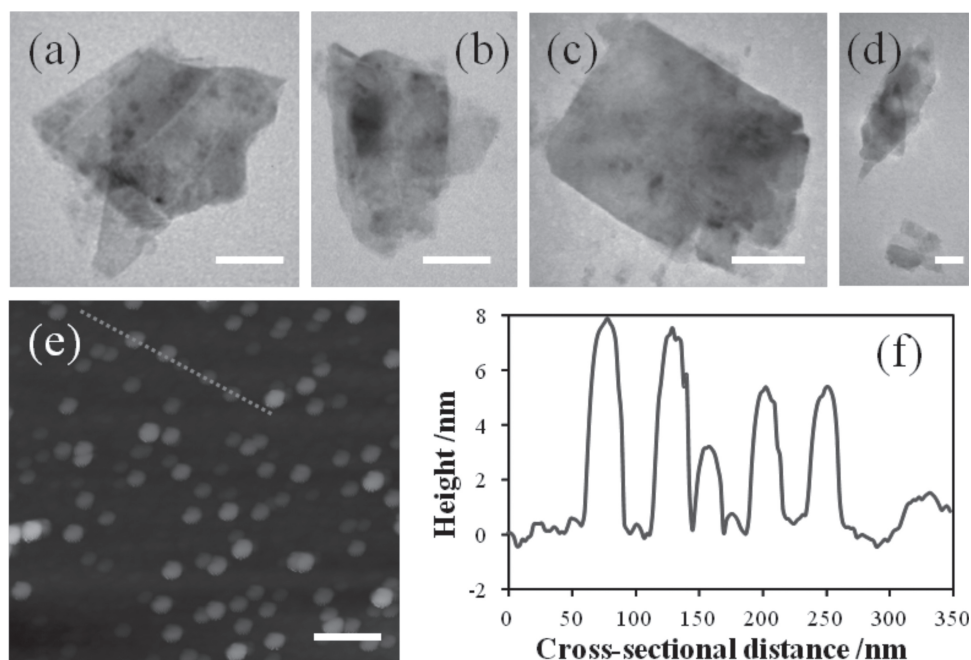 (a)
(b)
(c)
(d)
(e)
(f)
8
6
4
2
0
-2
Height /nm
0 50 100 150 200 250 300 350
Cross-sectional distance /nm